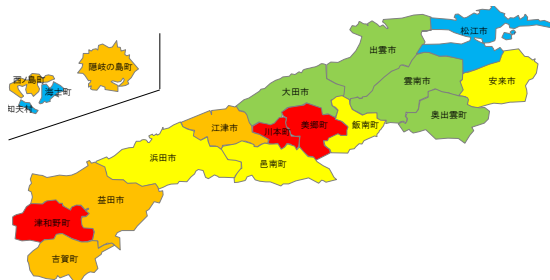 松江市
出雲市
隠岐の島町
西ノ島町
安来市
雲南市
海士町
大田市
奥出雲町
知夫村
飯南町
美郷町
江津市
川本町
浜田市
邑南町
益田市
津和野町
吉賀町